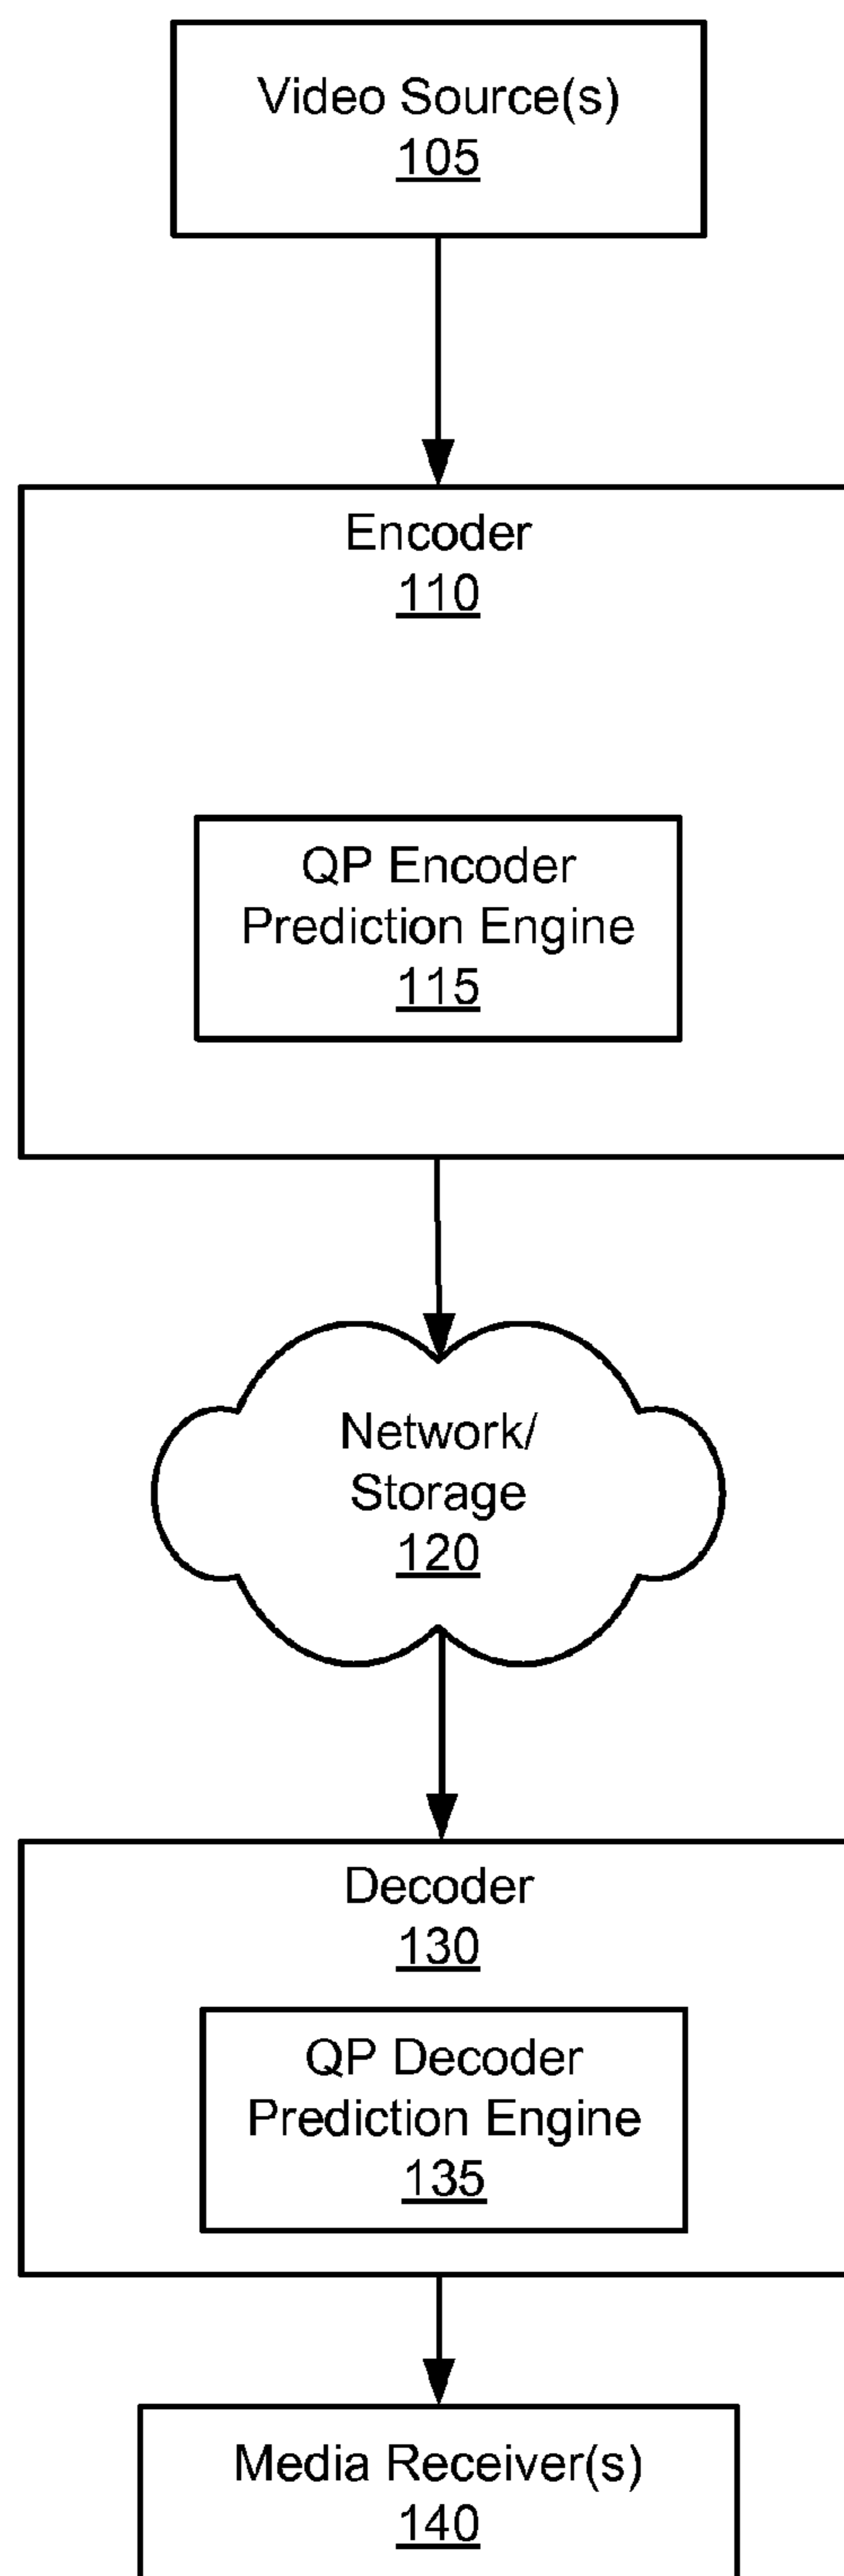 Video Source(s)
105
Encoder
110
QP Encoder
Prediction Engine
115
Network/
Storage
120
Decoder
130
QP Decoder
Prediction Engine
135
Media Receiver(s)
140